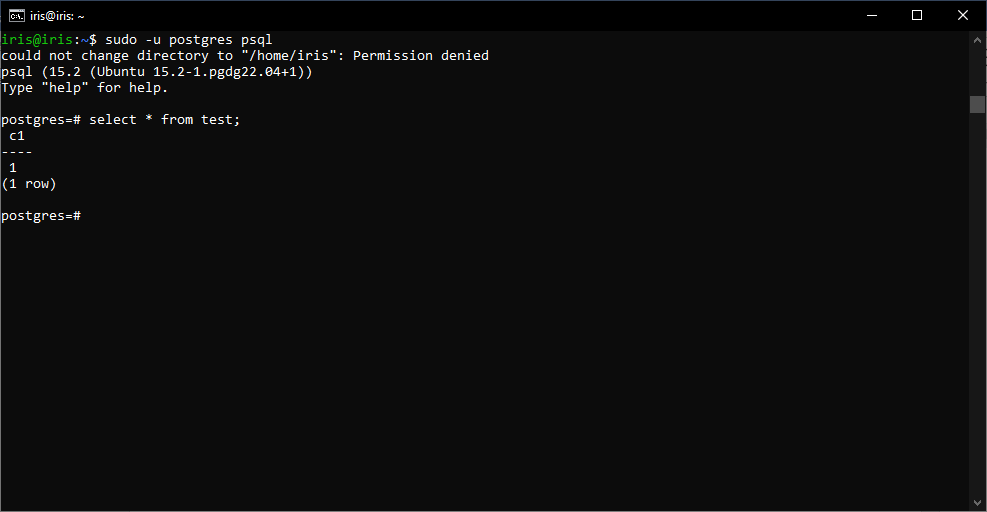 iris@iris: ~
iris@iris:~$ sudo -u postgres psql
could not change directory to "/home/iris": Permission denied
psql (15.2 (Ubuntu 15.2-1.pgdg22.04+1))
Type "help" for help.

postgres=# select * from test;
 c1
----
 1
(1 row)

postgres=#